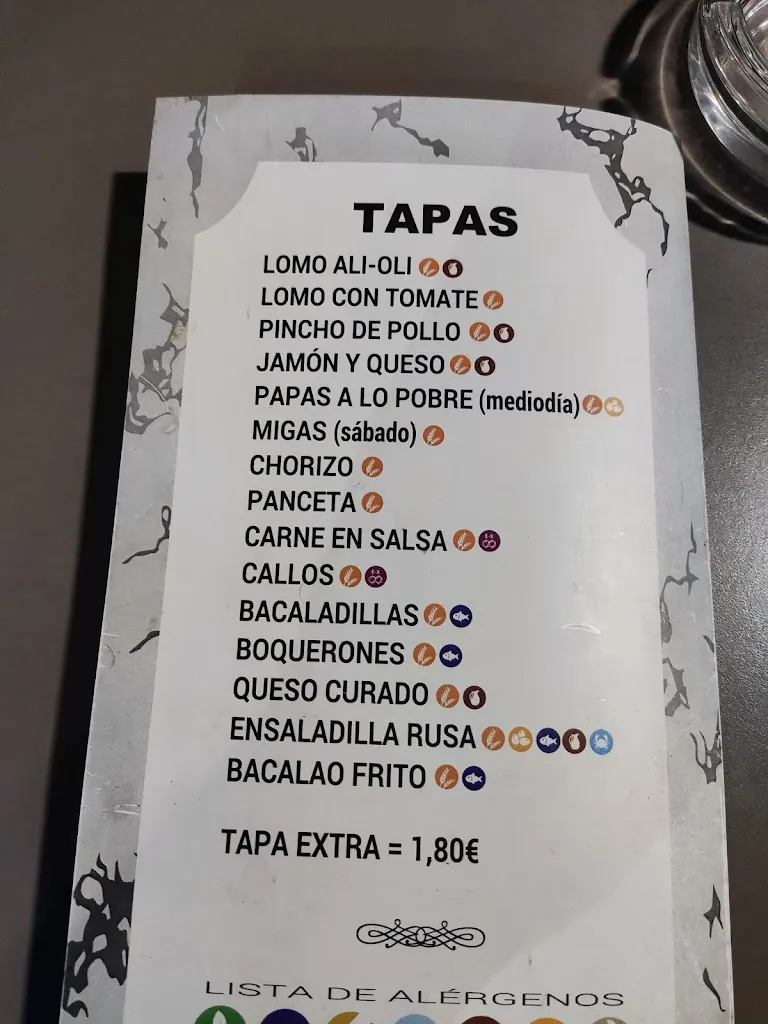 TAPAS
LOMO ALI-OLI
LOMO CON TOMATE
PINCHO DE POLLO
JAMÓN Y QUESO
PAPAS A LO POBRE (mediodía)
MIGAS (sábado)
CHORIZO
PANCETA
CARNE EN SALSA
CALLOS
BACALADILLAS
BOQUERONES
QUESO CURADO
ENSALADILLA RUSA
BACALAO FRITO
TAPA EXTRA = 1,80€
LISTA DE ALÉRGENOS